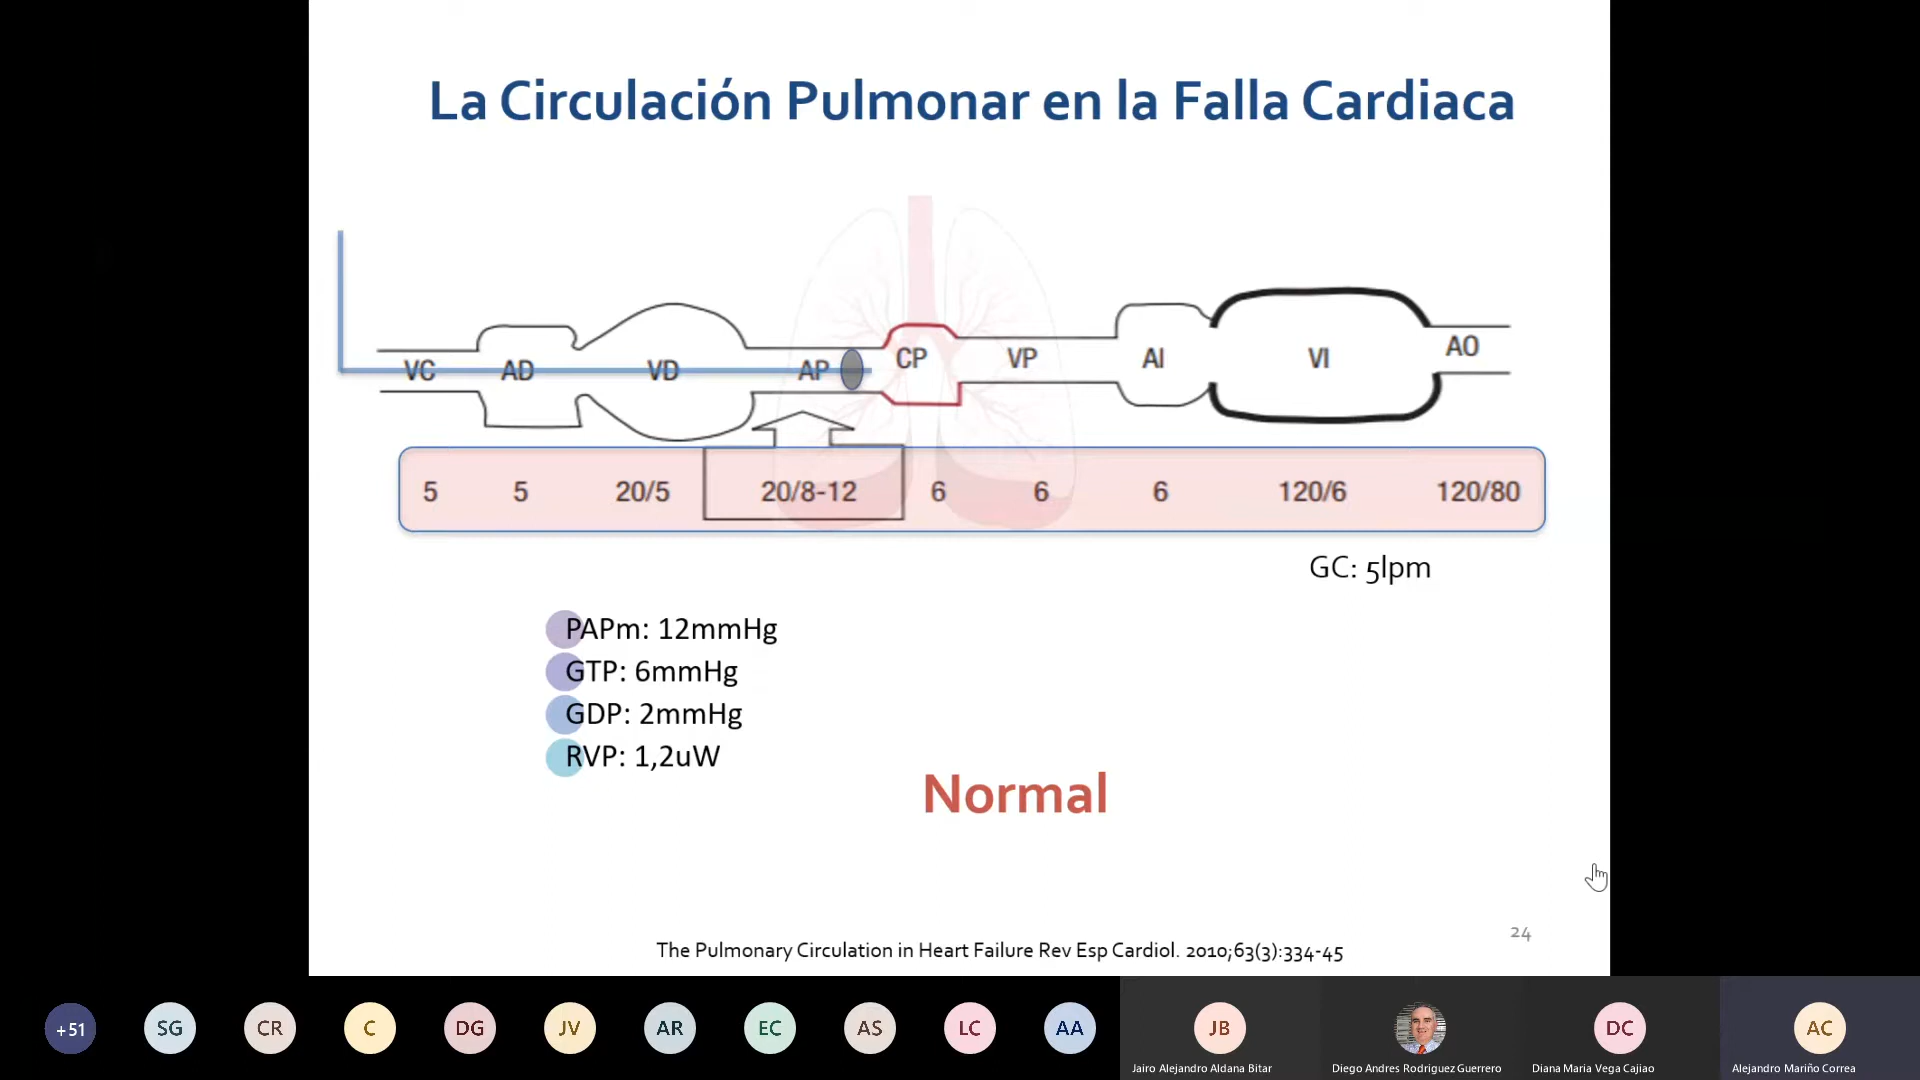 La Circulación Pulmonar en la Falla Cardiaca
VC AD VD AP CP VP AI VI AO
5 5 20/5 20/8-12 6 6 6 120/6 120/80
GC: 5lpm
PAPm: 12mmHg
GTP: 6mmHg
GDP: 2mmHg
RVP: 1,2uW
Normal
24
The Pulmonary Circulation in Heart Failure Rev Esp Cardiol. 2010;63(3):334-45
+51 SG CR C DG JV AR EC AS LC AA JB DC AC
Jairo Alejandro Aldana Bitar Diego Andres Rodriguez Guerrero Diana Maria Vega Cajiao Alejandro Mariño Correa